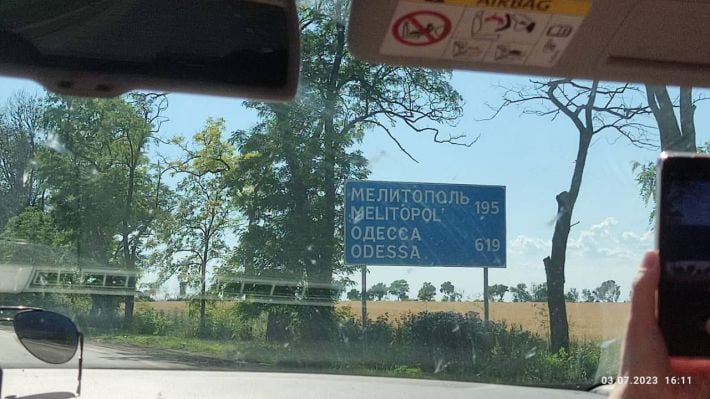 AIRBAG
МЕЛИТОПОЛЬ
MELITOPOL' 195
ОДЕССА
ODESSA 619
03.07.2023 16:11